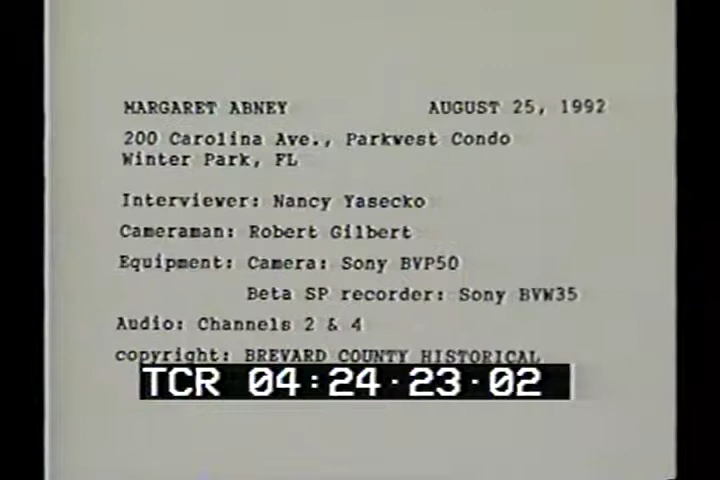 MARGARET ABNEY AUGUST 25, 1992
200 Carolina Ave., Parkwest Condo
Winter Park, FL
Interviewer: Nancy Yasecko
Cameraman: Robert Gilbert
Equipment: Camera: Sony BVP50
Beta SP recorder: Sony BVW35
Audio: Channels 2 & 4
copyright: BREVARD COUNTY HISTORICAL
TCR 04:24·23·02